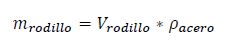 m_rodillo = V_rodillo * ρ_acero